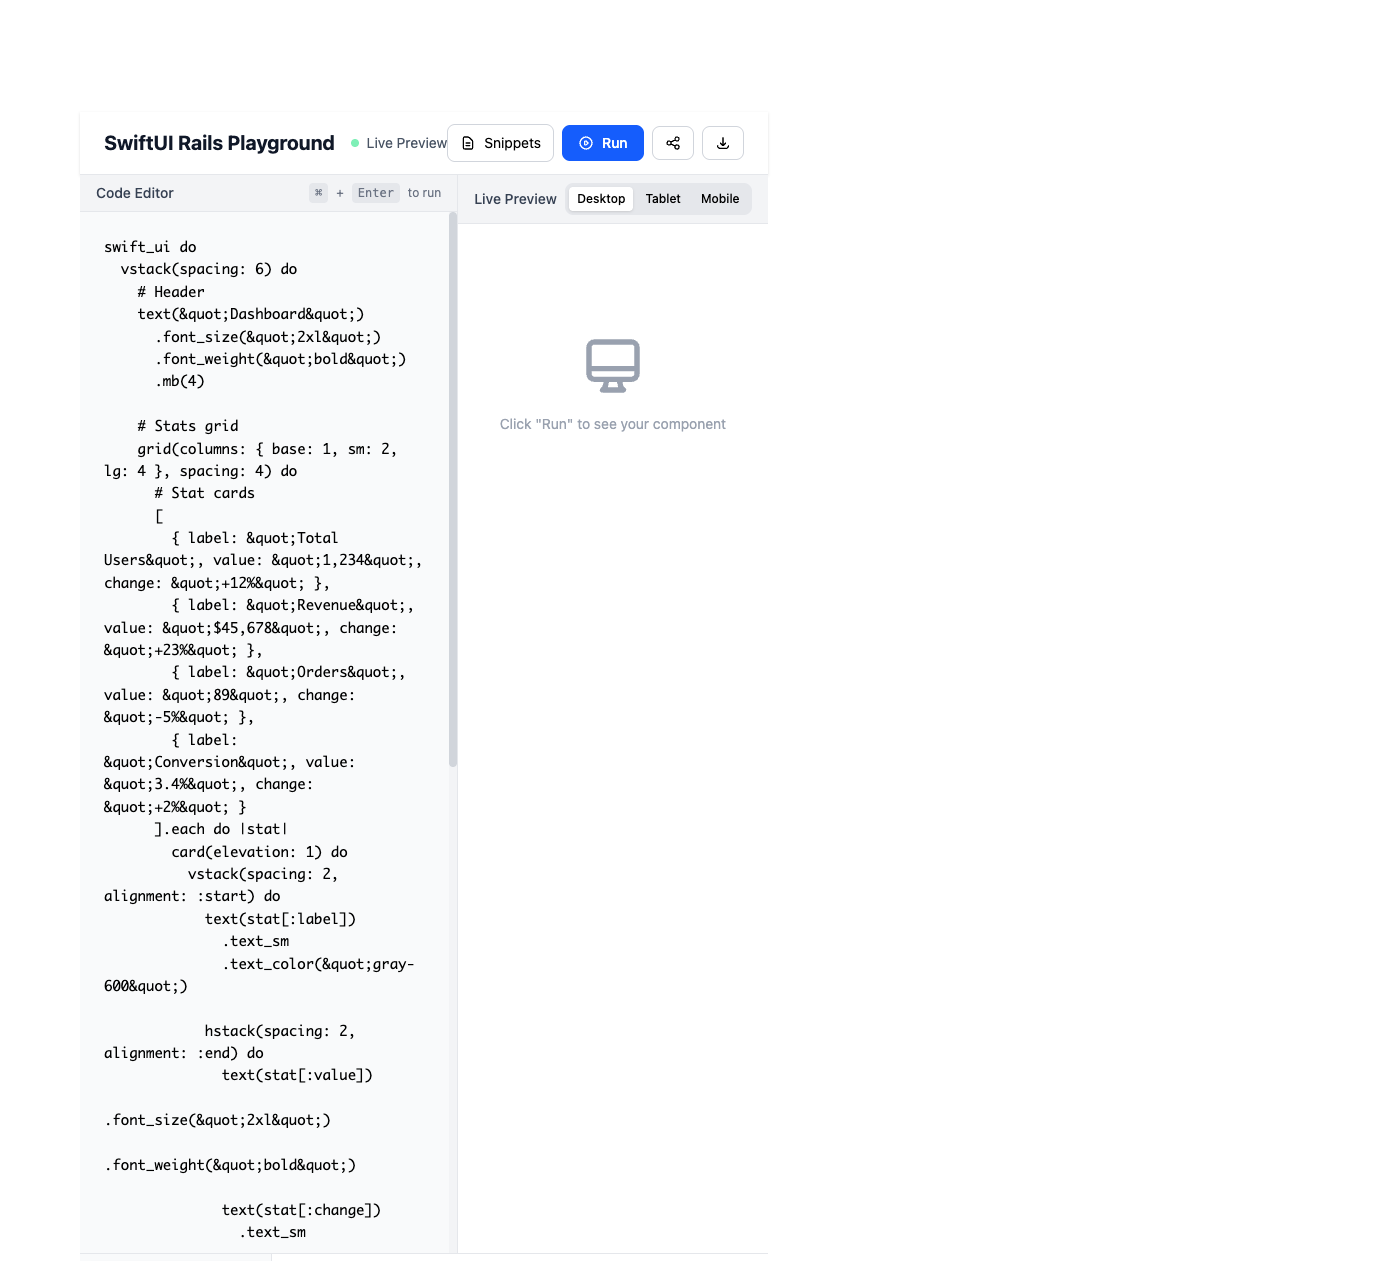 SwiftUI Rails Playground
Live Preview
Snippets
Run
Code Editor
⌘ + Enter to run
swift_ui do
  vstack(spacing: 6) do
    # Header
    text(&quot;Dashboard&quot;)
      .font_size(&quot;2xl&quot;)
      .font_weight(&quot;bold&quot;)
      .mb(4)

    # Stats grid
    grid(columns: { base: 1, sm: 2,
lg: 4 }, spacing: 4) do
      # Stat cards
      [
        { label: &quot;Total
Users&quot;, value: &quot;1,234&quot;,
change: &quot;+12%&quot; },
        { label: &quot;Revenue&quot;,
value: &quot;$45,678&quot;, change:
&quot;+23%&quot; },
        { label: &quot;Orders&quot;,
value: &quot;89&quot;, change:
&quot;-5%&quot; },
        { label:
&quot;Conversion&quot;, value:
&quot;3.4%&quot;, change:
&quot;+2%&quot; }
      ].each do |stat|
        card(elevation: 1) do
          vstack(spacing: 2,
alignment: :start) do
            text(stat[:label])
              .text_sm
              .text_color(&quot;gray-
600&quot;)

            hstack(spacing: 2,
alignment: :end) do
              text(stat[:value])

.font_size(&quot;2xl&quot;)

.font_weight(&quot;bold&quot;)

              text(stat[:change])
                .text_sm
Live Preview
Desktop
Tablet
Mobile
Click "Run" to see your component